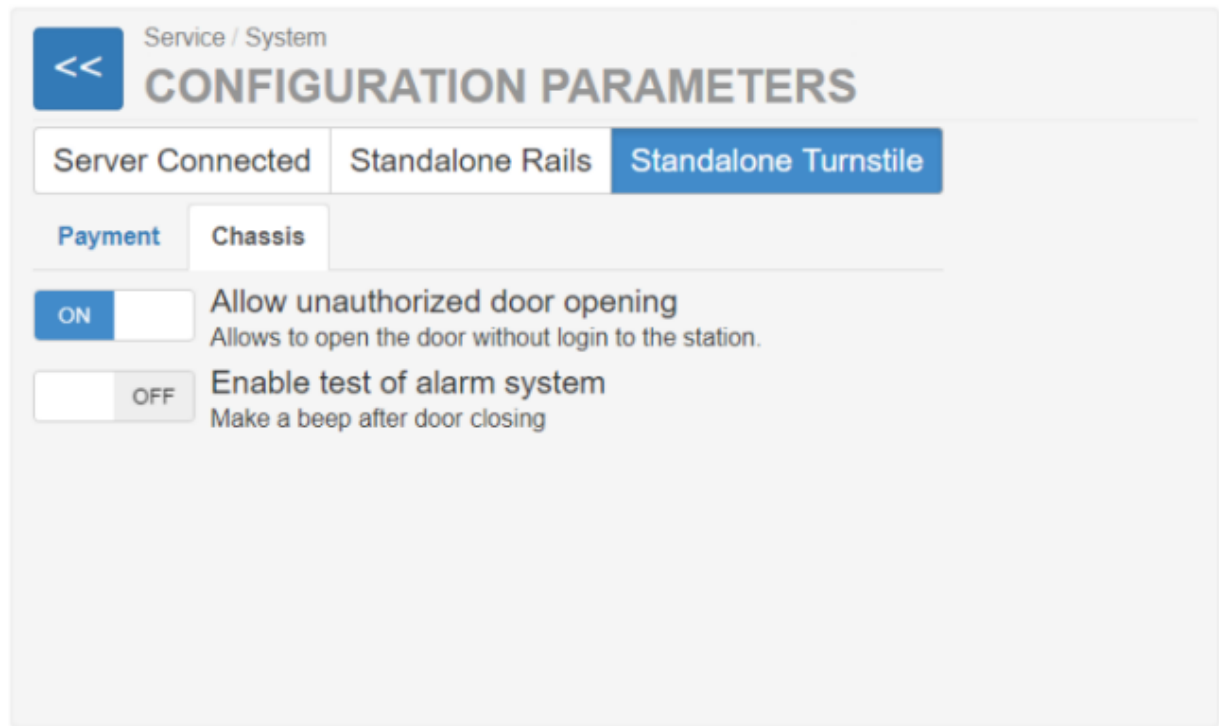 <<
Service / System
CONFIGURATION PARAMETERS
Server Connected Standalone Rails Standalone Turnstile
Payment Chassis
ON Allow unauthorized door opening
Allows to open the door without login to the station.
OFF Enable test of alarm system
Make a beep after door closing